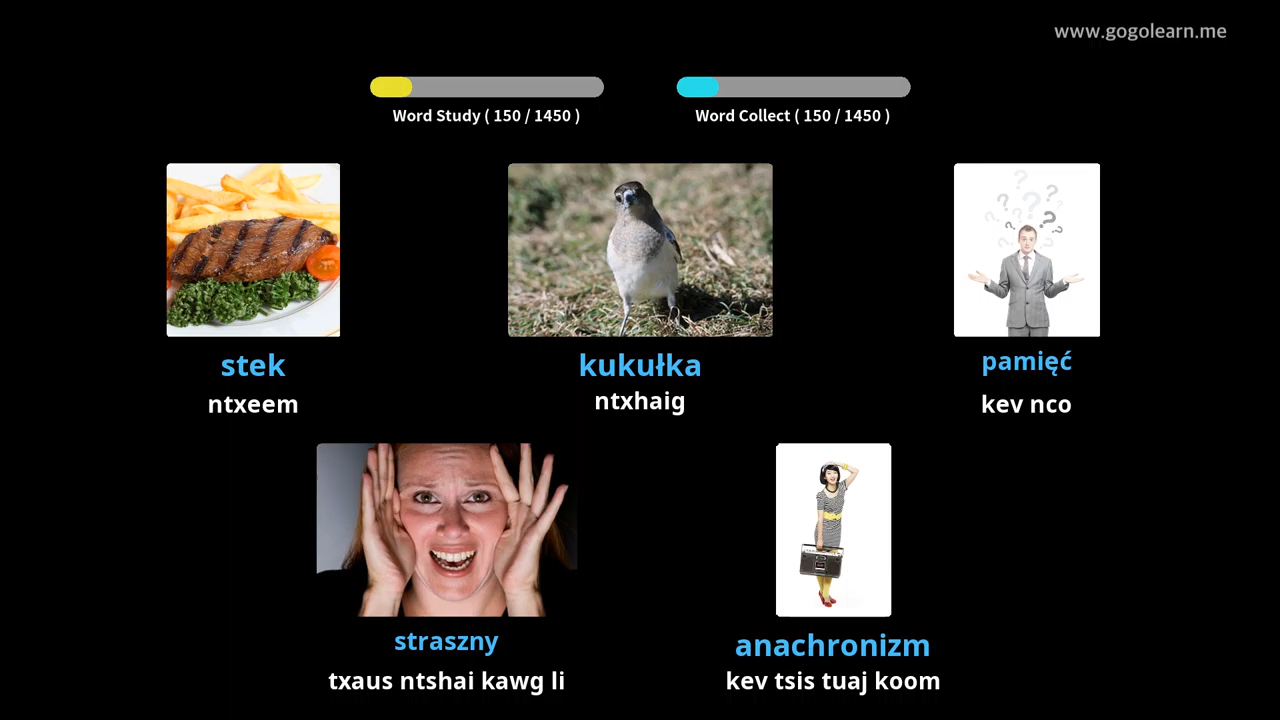 www.gogolearn.me
Word Study ( 150 / 1450 )
Word Collect ( 150 / 1450 )
stek
ntxeem
kukułka
ntxhaig
pamięć
kev nco
straszny
txaus ntshai kawg li
anachronizm
kev tsis tuaj koom